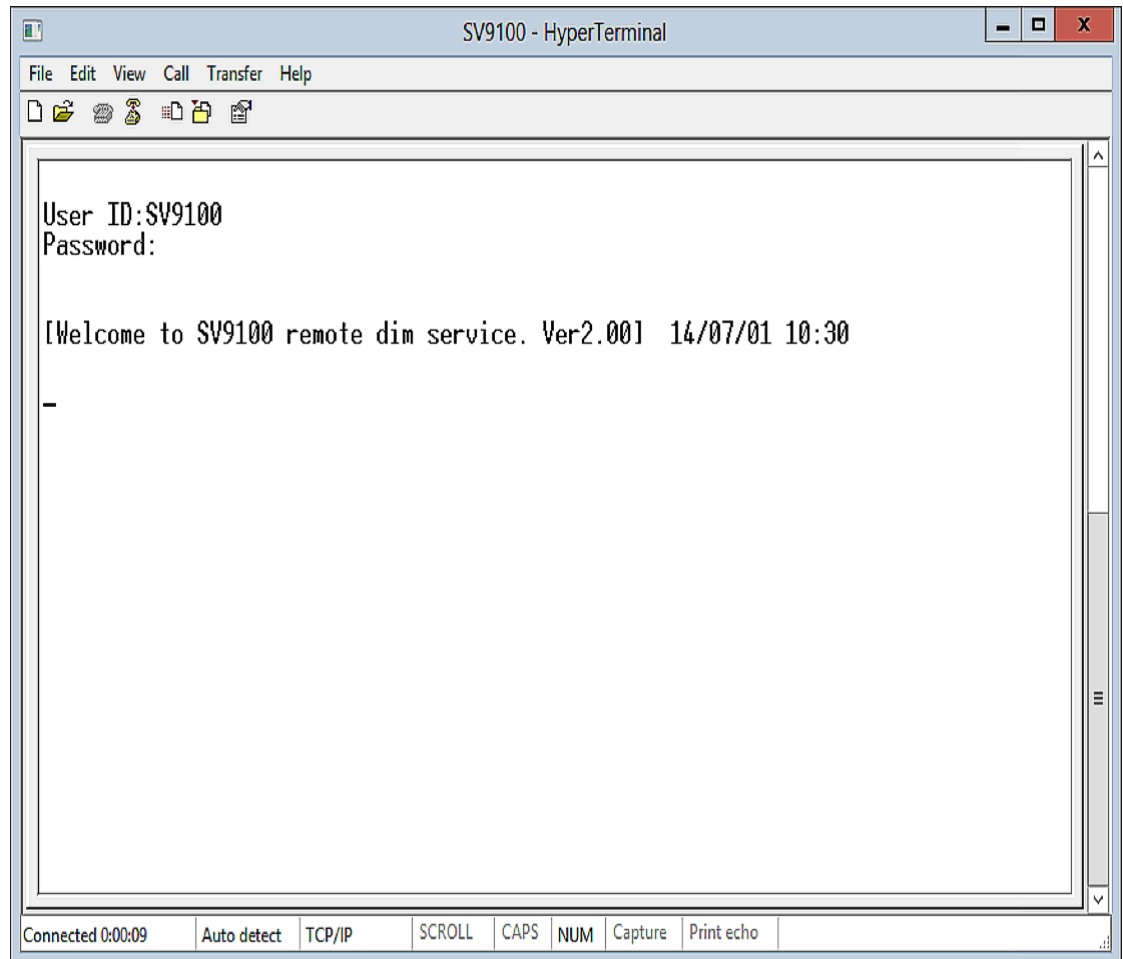 SV9100 - HyperTerminal
File Edit View Call Transfer Help
User ID:SV9100
Password:
[Welcome to SV9100 remote dim service. Ver2.00] 14/07/01 10:30
Connected 0:00:09 Auto detect TCP/IP SCROLL CAPS NUM Capture Print echo